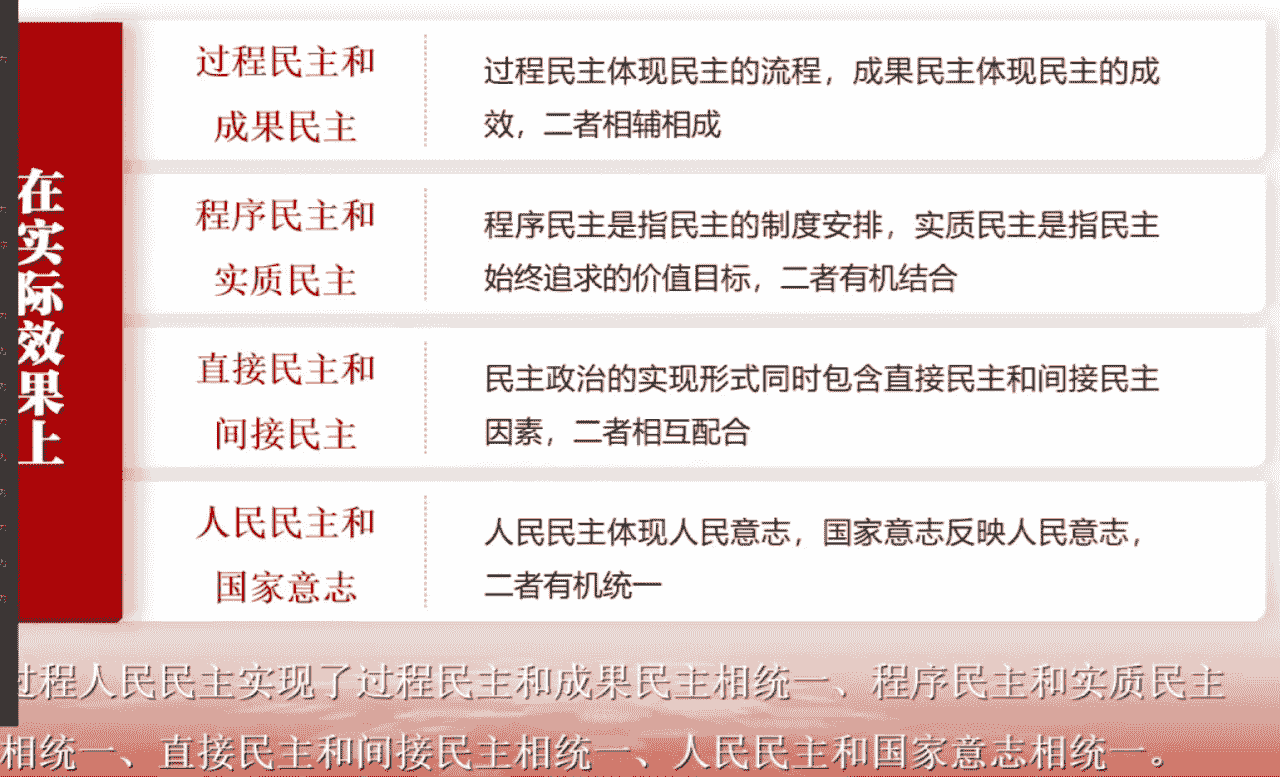 在实际效果上
过程民主和
成果民主
过程民主体现民主的流程，成果民主体现民主的成
效，二者相辅相成
程序民主和
实质民主
程序民主是指民主的制度安排，实质民主是指民主
始终追求的价值目标，二者有机结合
直接民主和
间接民主
民主政治的实现形式同时包含直接民主和间接民主
因素，二者相互配合
人民民主和
国家意志
人民民主体现人民意志，国家意志反映人民意志，
二者有机统一
过程人民民主实现了过程民主和成果民主相统一、程序民主和实质民主
相统一、直接民主和间接民主相统一、人民民主和国家意志相统一。